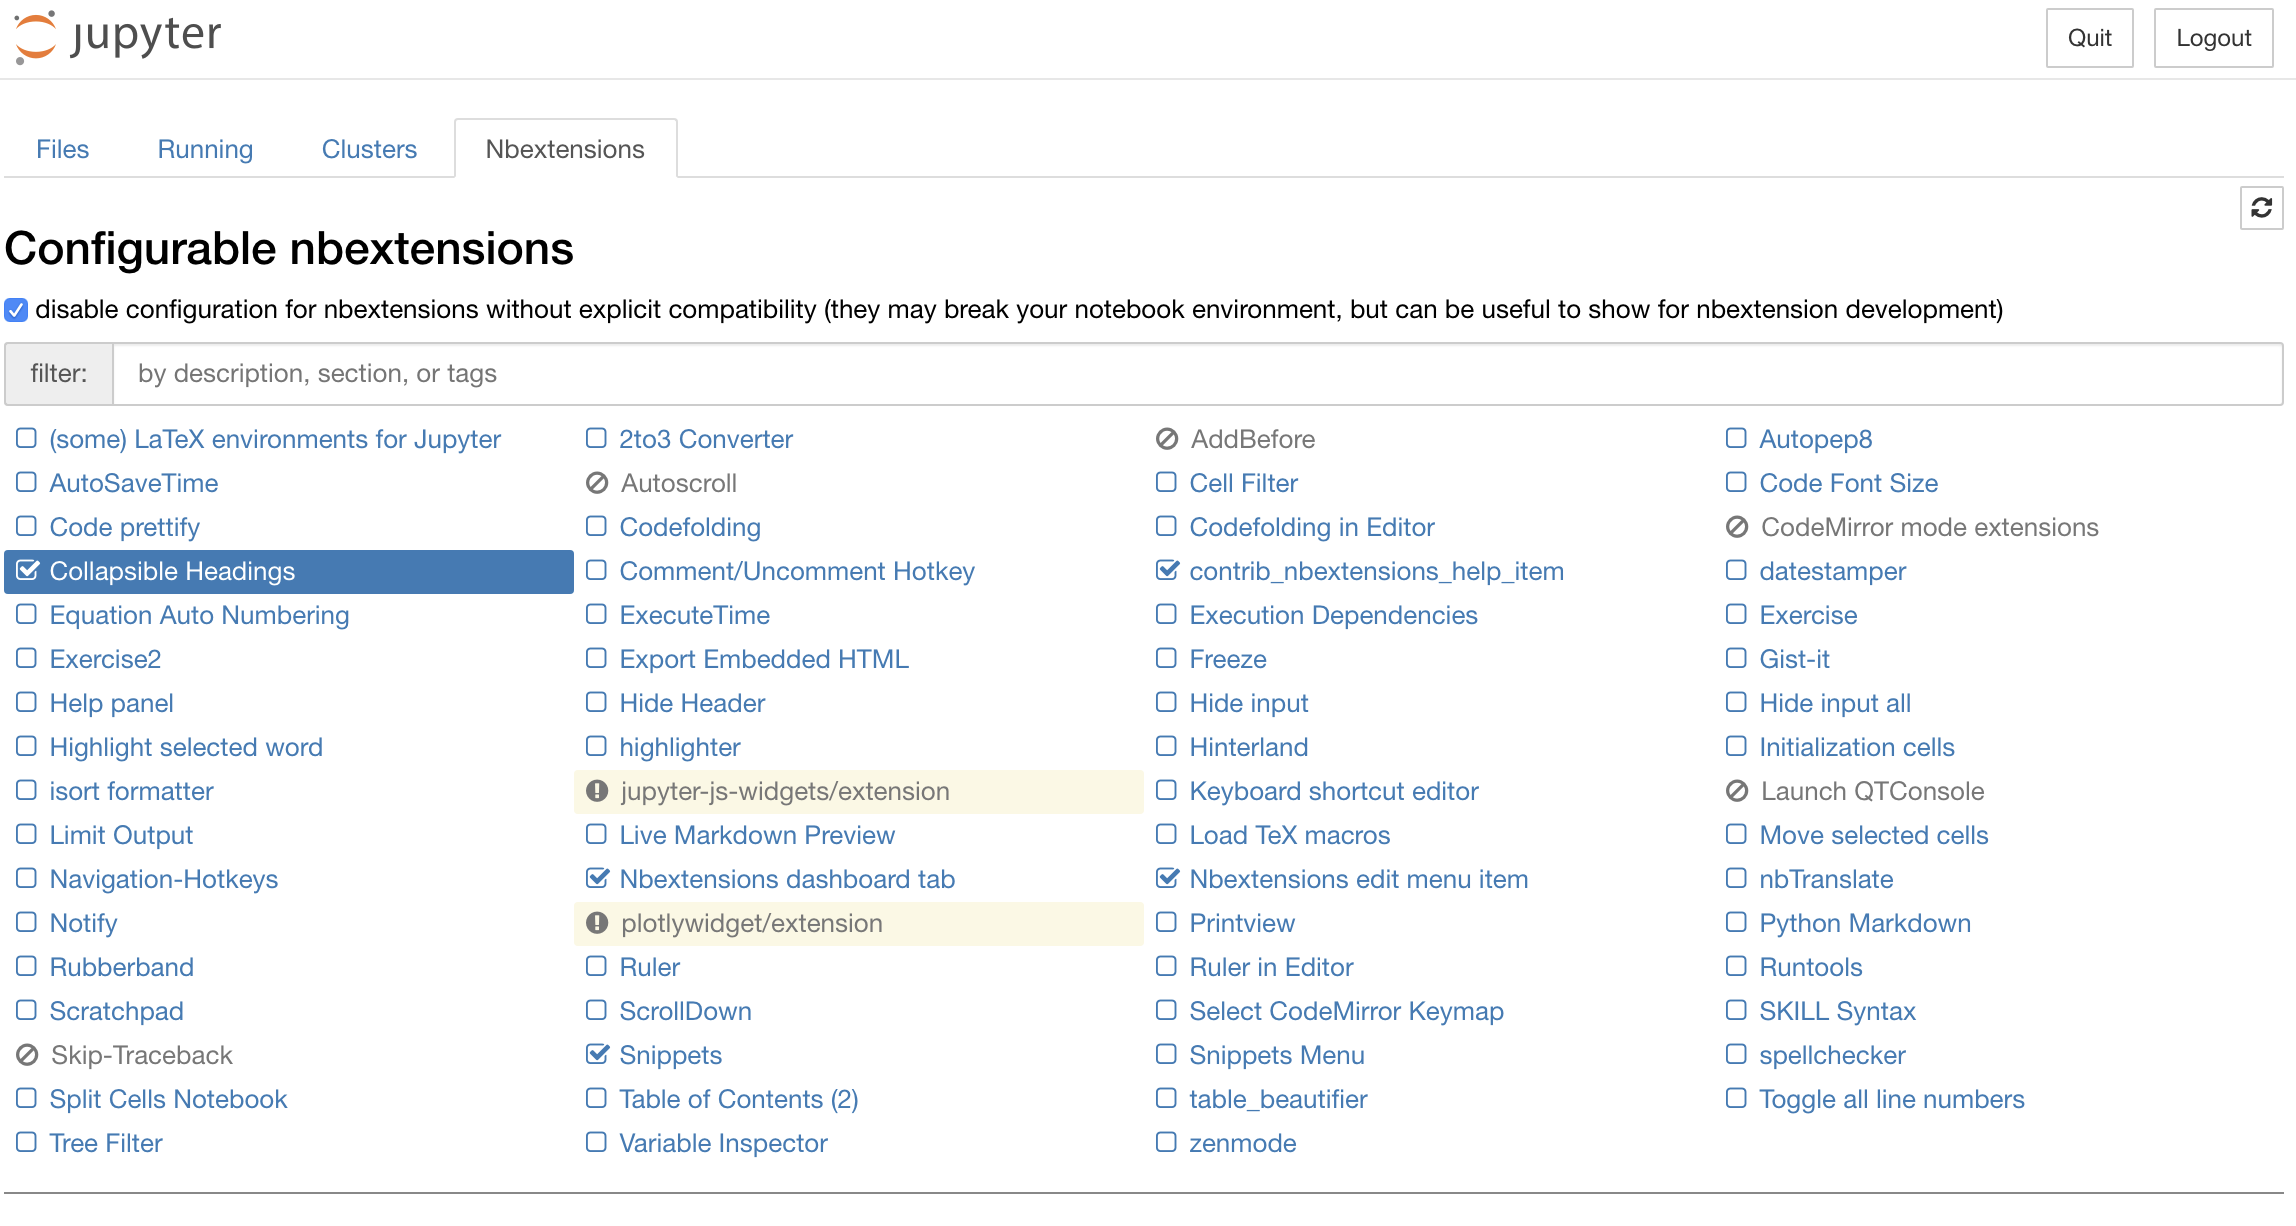 jupyter Quit Logout
Files Running Clusters Nbextensions
Configurable nbextensions
disable configuration for nbextensions without explicit compatibility (they may break your notebook environment, but can be useful to show for nbextension development)
filter: by description, section, or tags
(some) LaTeX environments for Jupyter 2to3 Converter AddBefore Autopep8
AutoSaveTime Autoscroll Cell Filter Code Font Size
Code prettify Codefolding Codefolding in Editor CodeMirror mode extensions
Collapsible Headings Comment/Uncomment Hotkey contrib_nbextensions_help_item datestamper
Equation Auto Numbering ExecuteTime Execution Dependencies Exercise
Exercise2 Export Embedded HTML Freeze Gist-it
Help panel Hide Header Hide input Hide input all
Highlight selected word highlighter Hinterland Initialization cells
isort formatter jupyter-js-widgets/extension Keyboard shortcut editor Launch QTConsole
Limit Output Live Markdown Preview Load TeX macros Move selected cells
Navigation-Hotkeys Nbextensions dashboard tab Nbextensions edit menu item nbTranslate
Notify plotlywidget/extension Printview Python Markdown
Rubberband Ruler Ruler in Editor Runtools
Scratchpad ScrollDown Select CodeMirror Keymap SKILL Syntax
Skip-Traceback Snippets Snippets Menu spellchecker
Split Cells Notebook Table of Contents (2) table_beautifier Toggle all line numbers
Tree Filter Variable Inspector zenmode